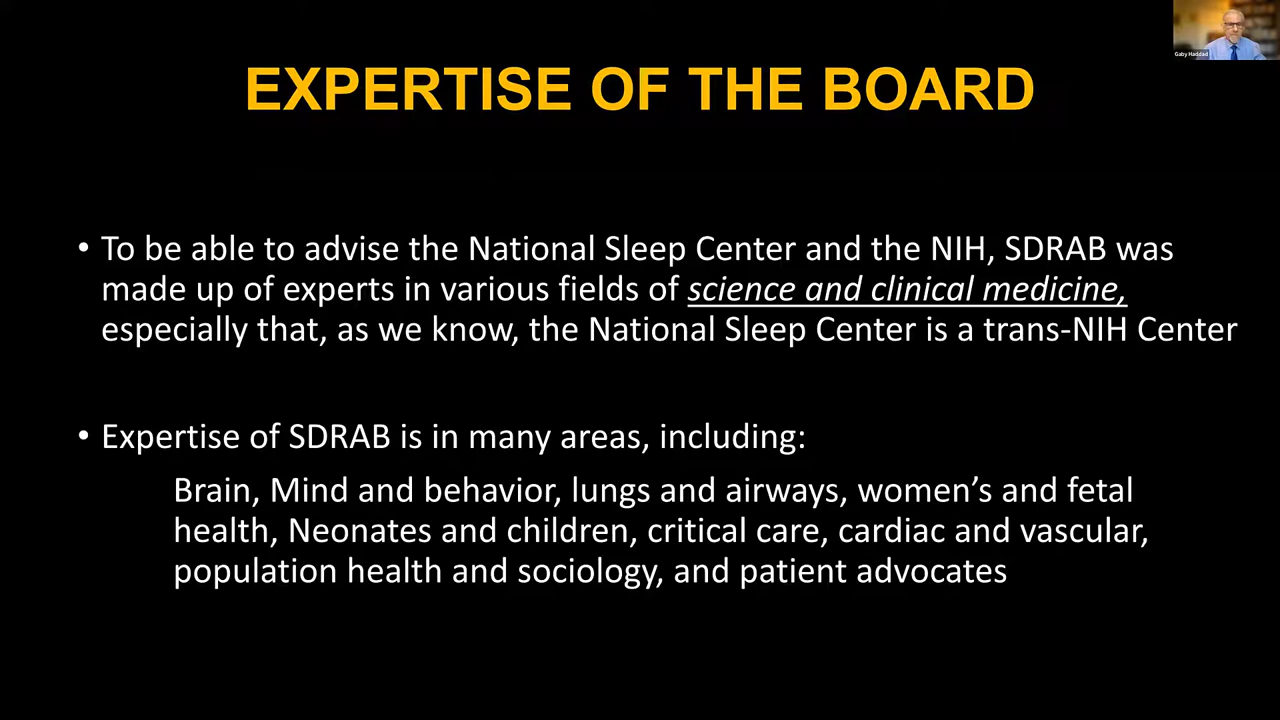 Gaby Haddad
EXPERTISE OF THE BOARD
• To be able to advise the National Sleep Center and the NIH, SDRAB was
made up of experts in various fields of science and clinical medicine,
especially that, as we know, the National Sleep Center is a trans-NIH Center
• Expertise of SDRAB is in many areas, including:
Brain, Mind and behavior, lungs and airways, women’s and fetal
health, Neonates and children, critical care, cardiac and vascular,
population health and sociology, and patient advocates